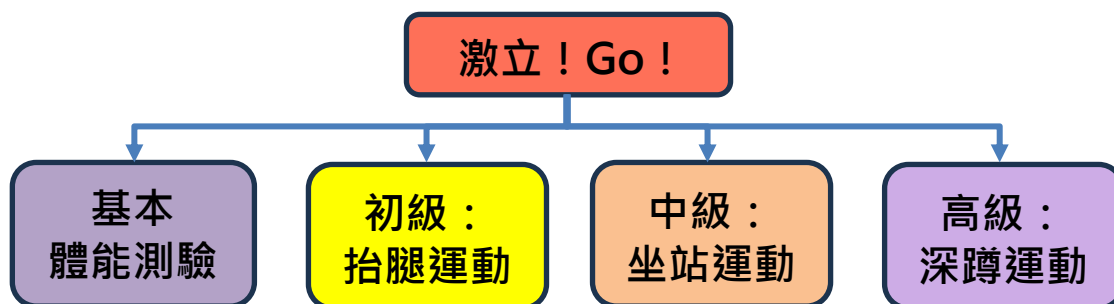 激立！Go！
基本
體能測驗
初級：
抬腿運動
中級：
坐站運動
高級：
深蹲運動